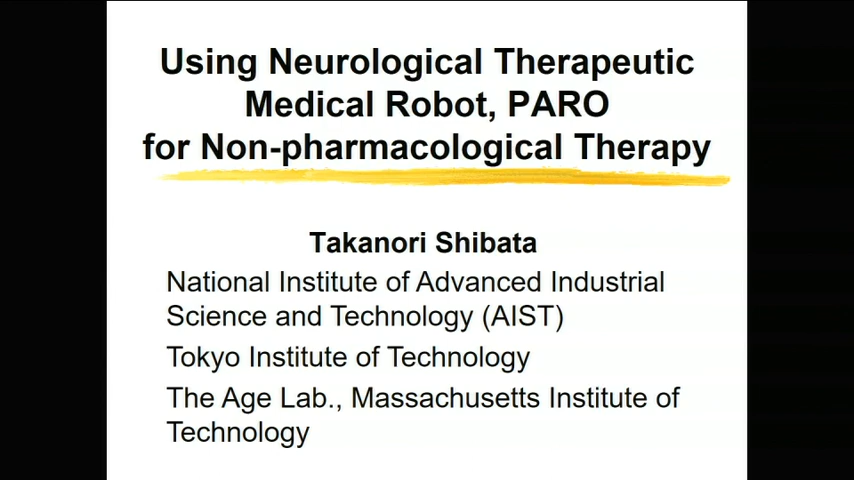 Using Neurological Therapeutic
Medical Robot, PARO
for Non-pharmacological Therapy
Takanori Shibata
National Institute of Advanced Industrial
Science and Technology (AIST)
Tokyo Institute of Technology
The Age Lab., Massachusetts Institute of
Technology